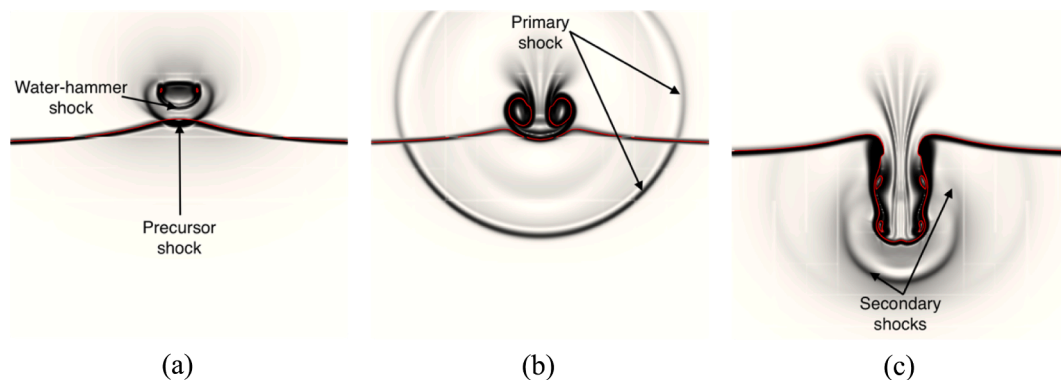 Water-hammer
shock
Precursor
shock
(a)
Primary
shock
(b)
Secondary
shocks
(c)